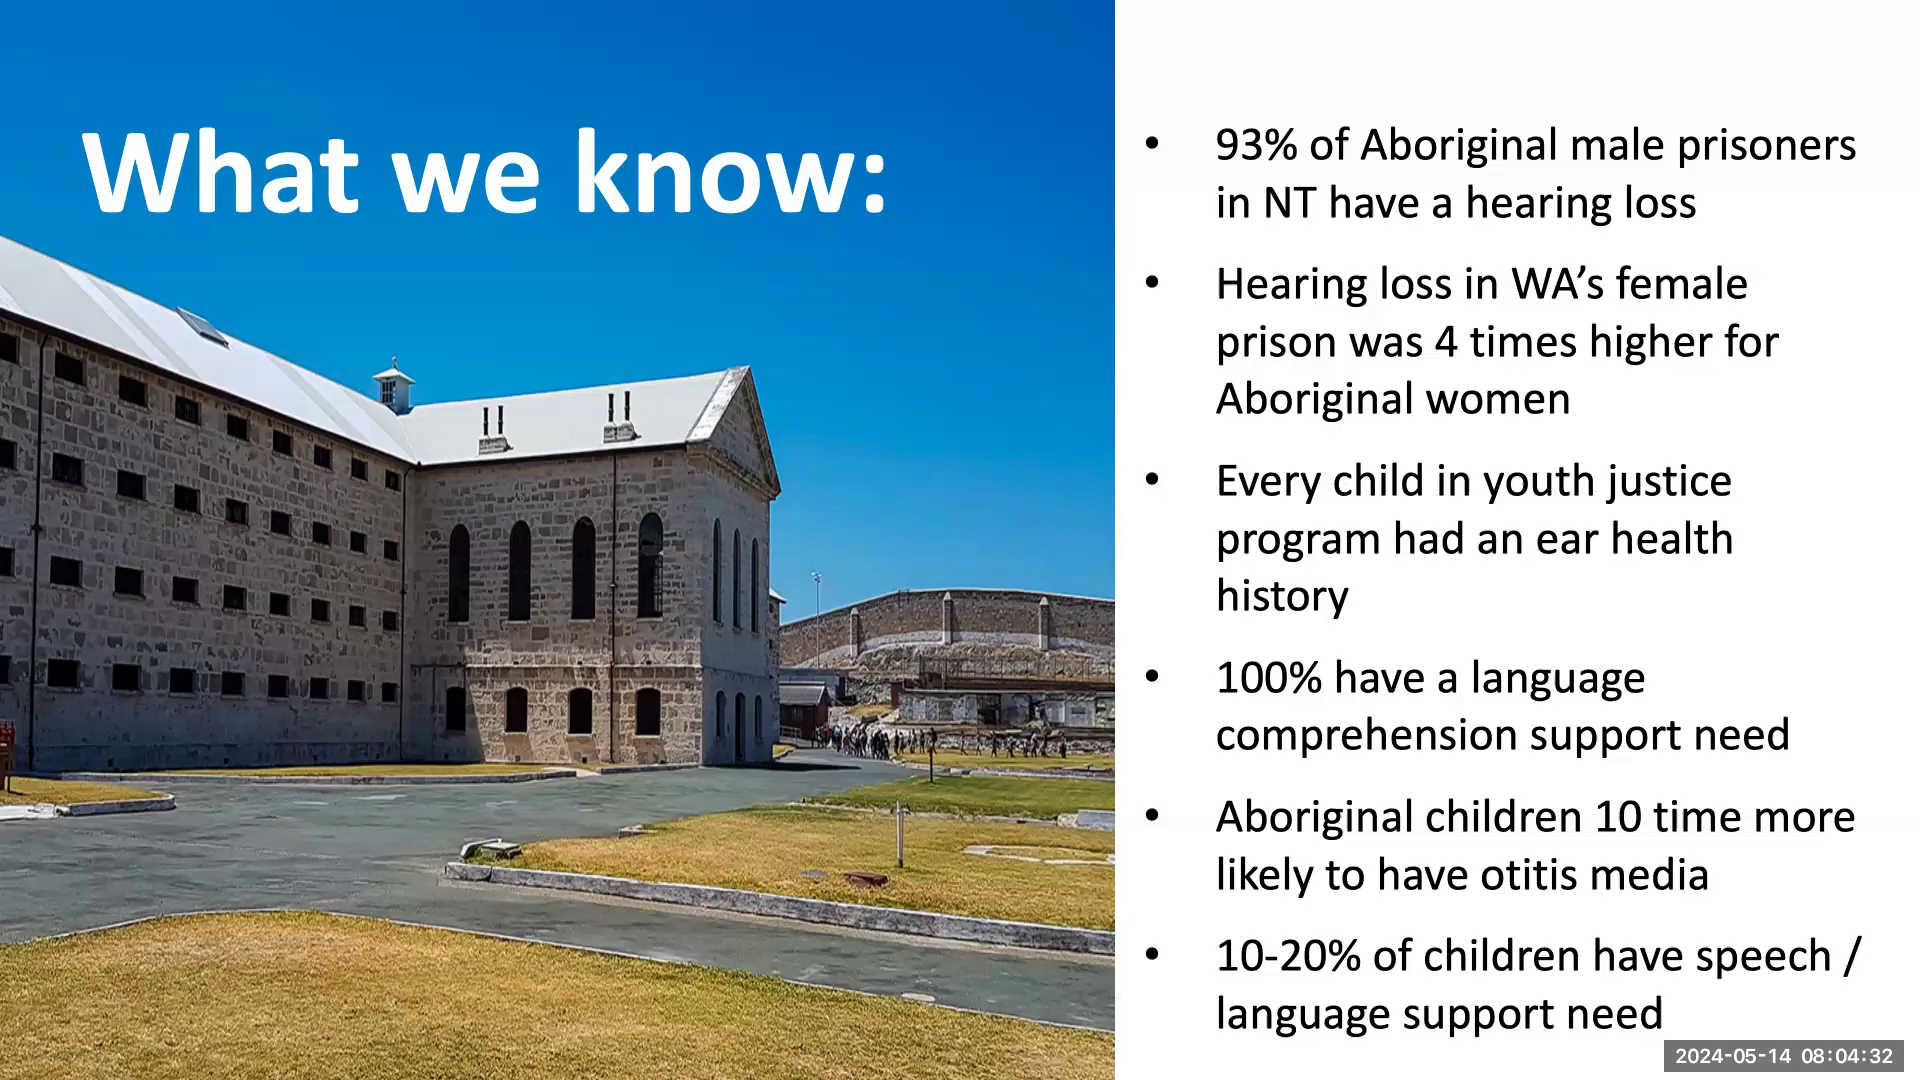 What we know:
• 93% of Aboriginal male prisoners
in NT have a hearing loss
• Hearing loss in WA’s female
prison was 4 times higher for
Aboriginal women
• Every child in youth justice
program had an ear health
history
• 100% have a language
comprehension support need
• Aboriginal children 10 time more
likely to have otitis media
• 10-20% of children have speech /
language support need
2024-05-14 08:04:32